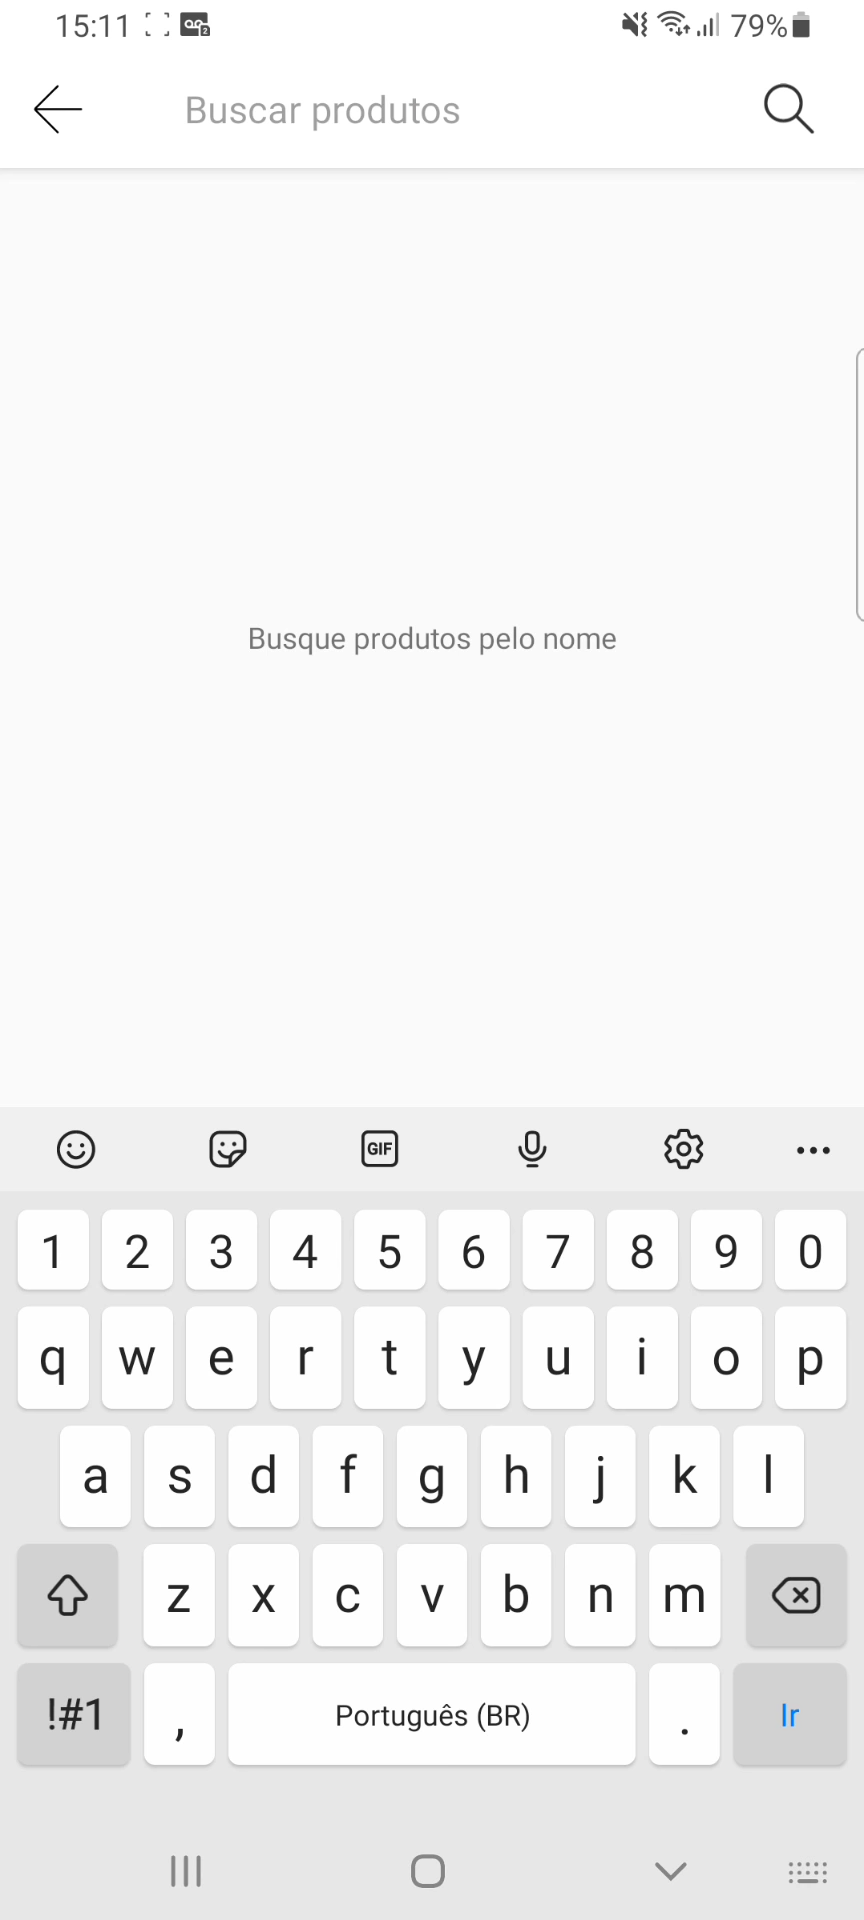 15:11 79%
Buscar produtos
Busque produtos pelo nome
GIF
1 2 3 4 5 6 7 8 9 0
q w e r t y u i o p
a s d f g h j k l
z x c v b n m
!#1 , Português (BR) . Ir